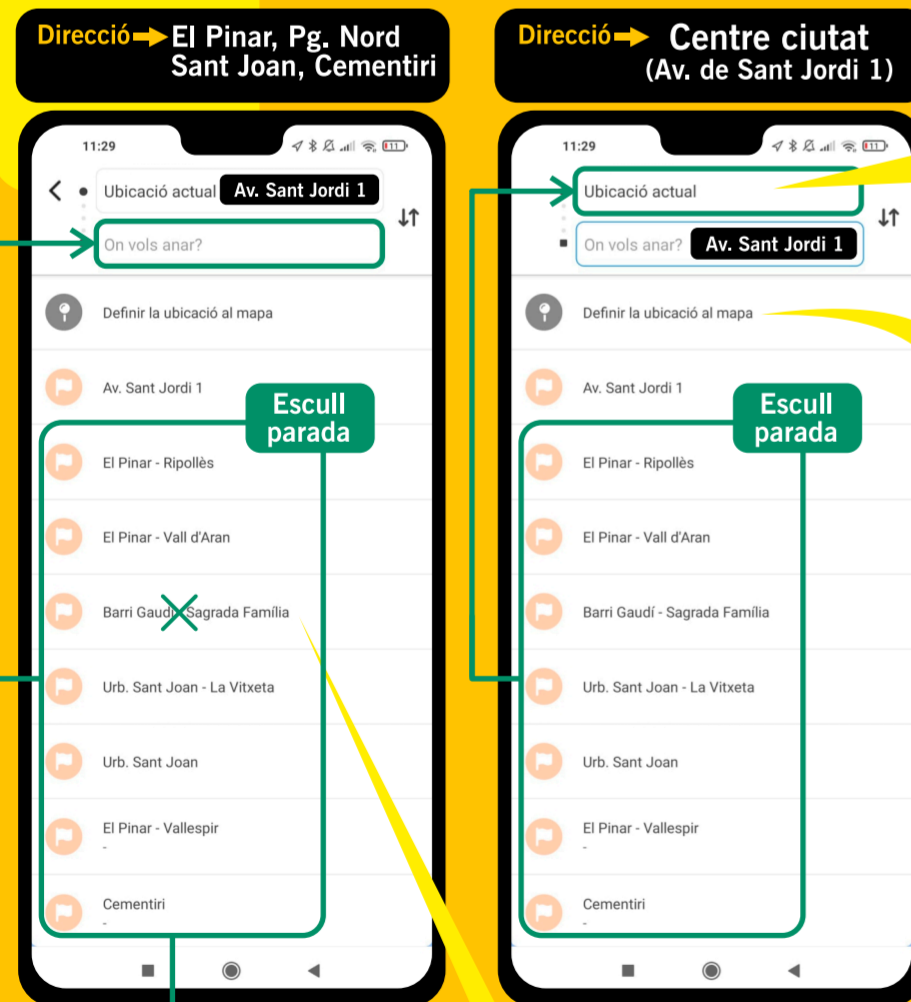 Direcció El Pinar, Pg. Nord
Sant Joan, Cementiri
11:29
11
Ubicació actual Av. Sant Jordi 1
On vols anar?
Definir la ubicació al mapa
Av. Sant Jordi 1
Escull
parada
El Pinar - Ripollès
El Pinar - Vall d'Aran
Barri Gaudí - Sagrada Família
Urb. Sant Joan - La Vitxeta
Urb. Sant Joan
El Pinar - Vallespir
-
Cementiri
-
Direcció Centre ciutat
(Av. de Sant Jordi 1)
11:29
11
Ubicació actual
On vols anar? Av. Sant Jordi 1
Definir la ubicació al mapa
Av. Sant Jordi 1
Escull
parada
El Pinar - Ripollès
El Pinar - Vall d'Aran
Barri Gaudí - Sagrada Família
Urb. Sant Joan - La Vitxeta
Urb. Sant Joan
El Pinar - Vallespir
-
Cementiri
-